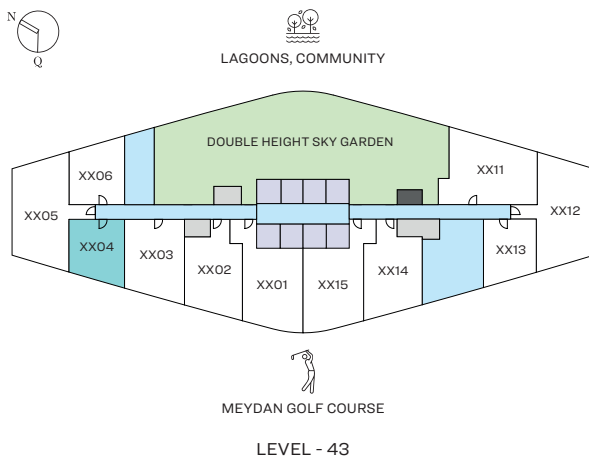 N
Q
LAGOONS, COMMUNITY
DOUBLE HEIGHT SKY GARDEN
XX06
XX11
XX05
XX12
XX04
XX03
XX02
XX01
XX15
XX14
XX13
MEYDAN GOLF COURSE
LEVEL - 43